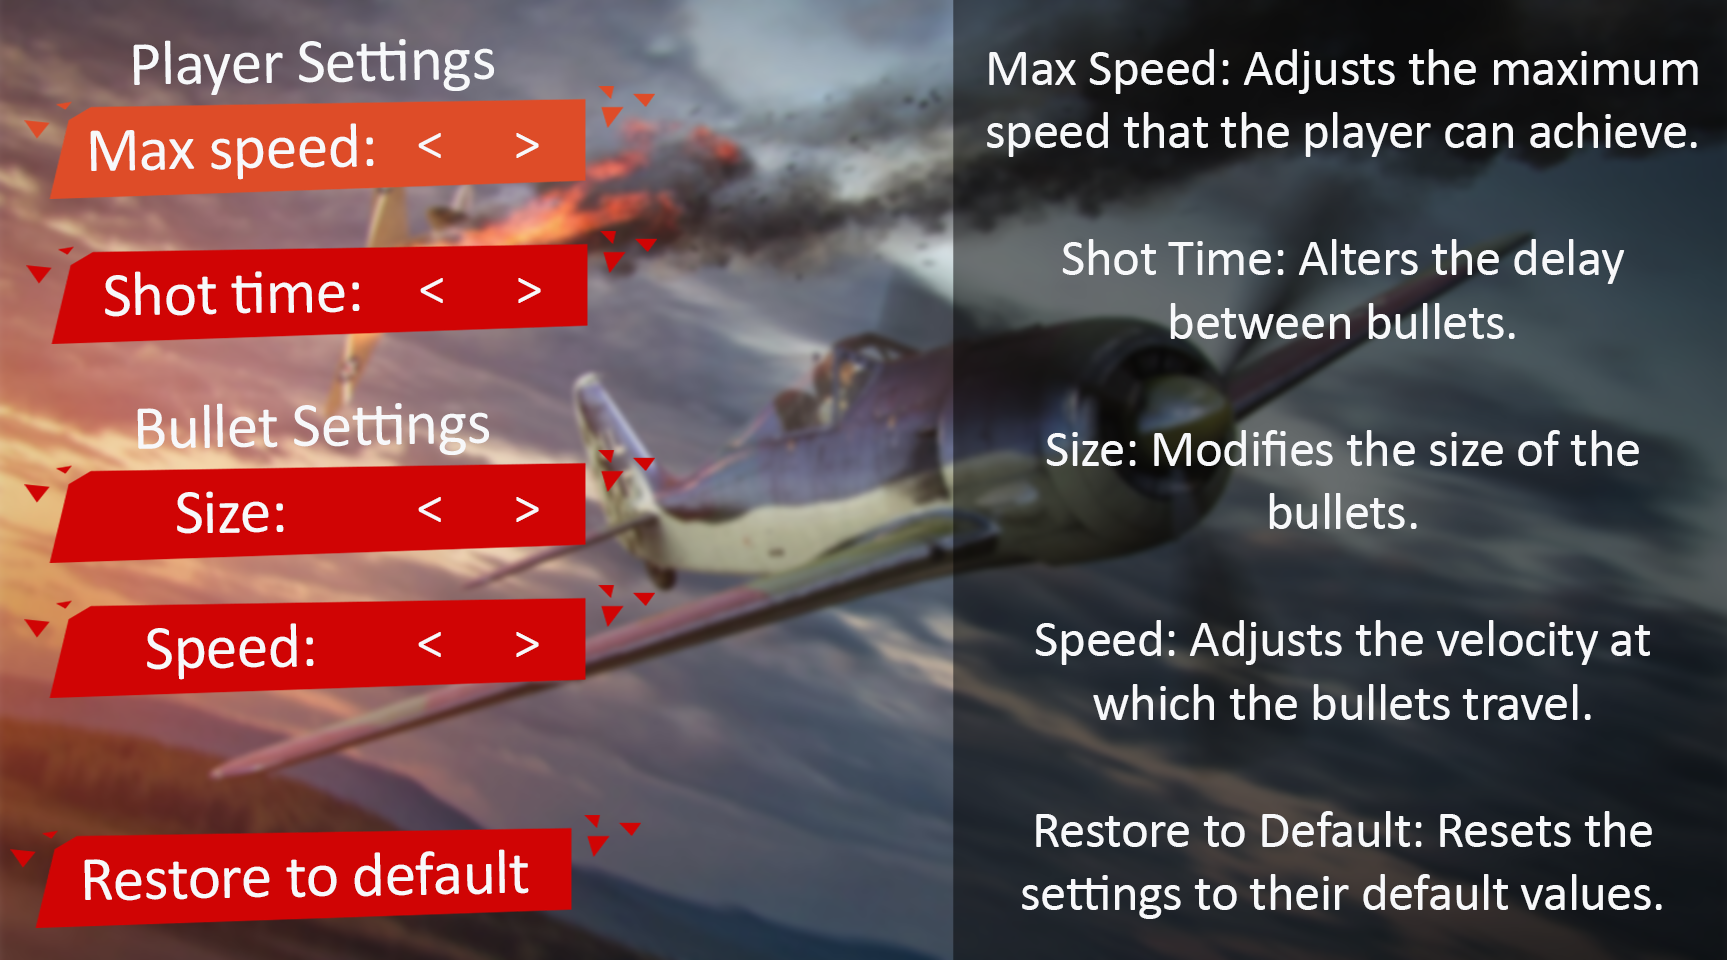 Player Settings
Max speed: < >
Shot time: < >
Bullet Settings
Size: < >
Speed: < >
Restore to default
Max Speed: Adjusts the maximum
speed that the player can achieve.
Shot Time: Alters the delay
between bullets.
Size: Modifies the size of the
bullets.
Speed: Adjusts the velocity at
which the bullets travel.
Restore to Default: Resets the
settings to their default values.